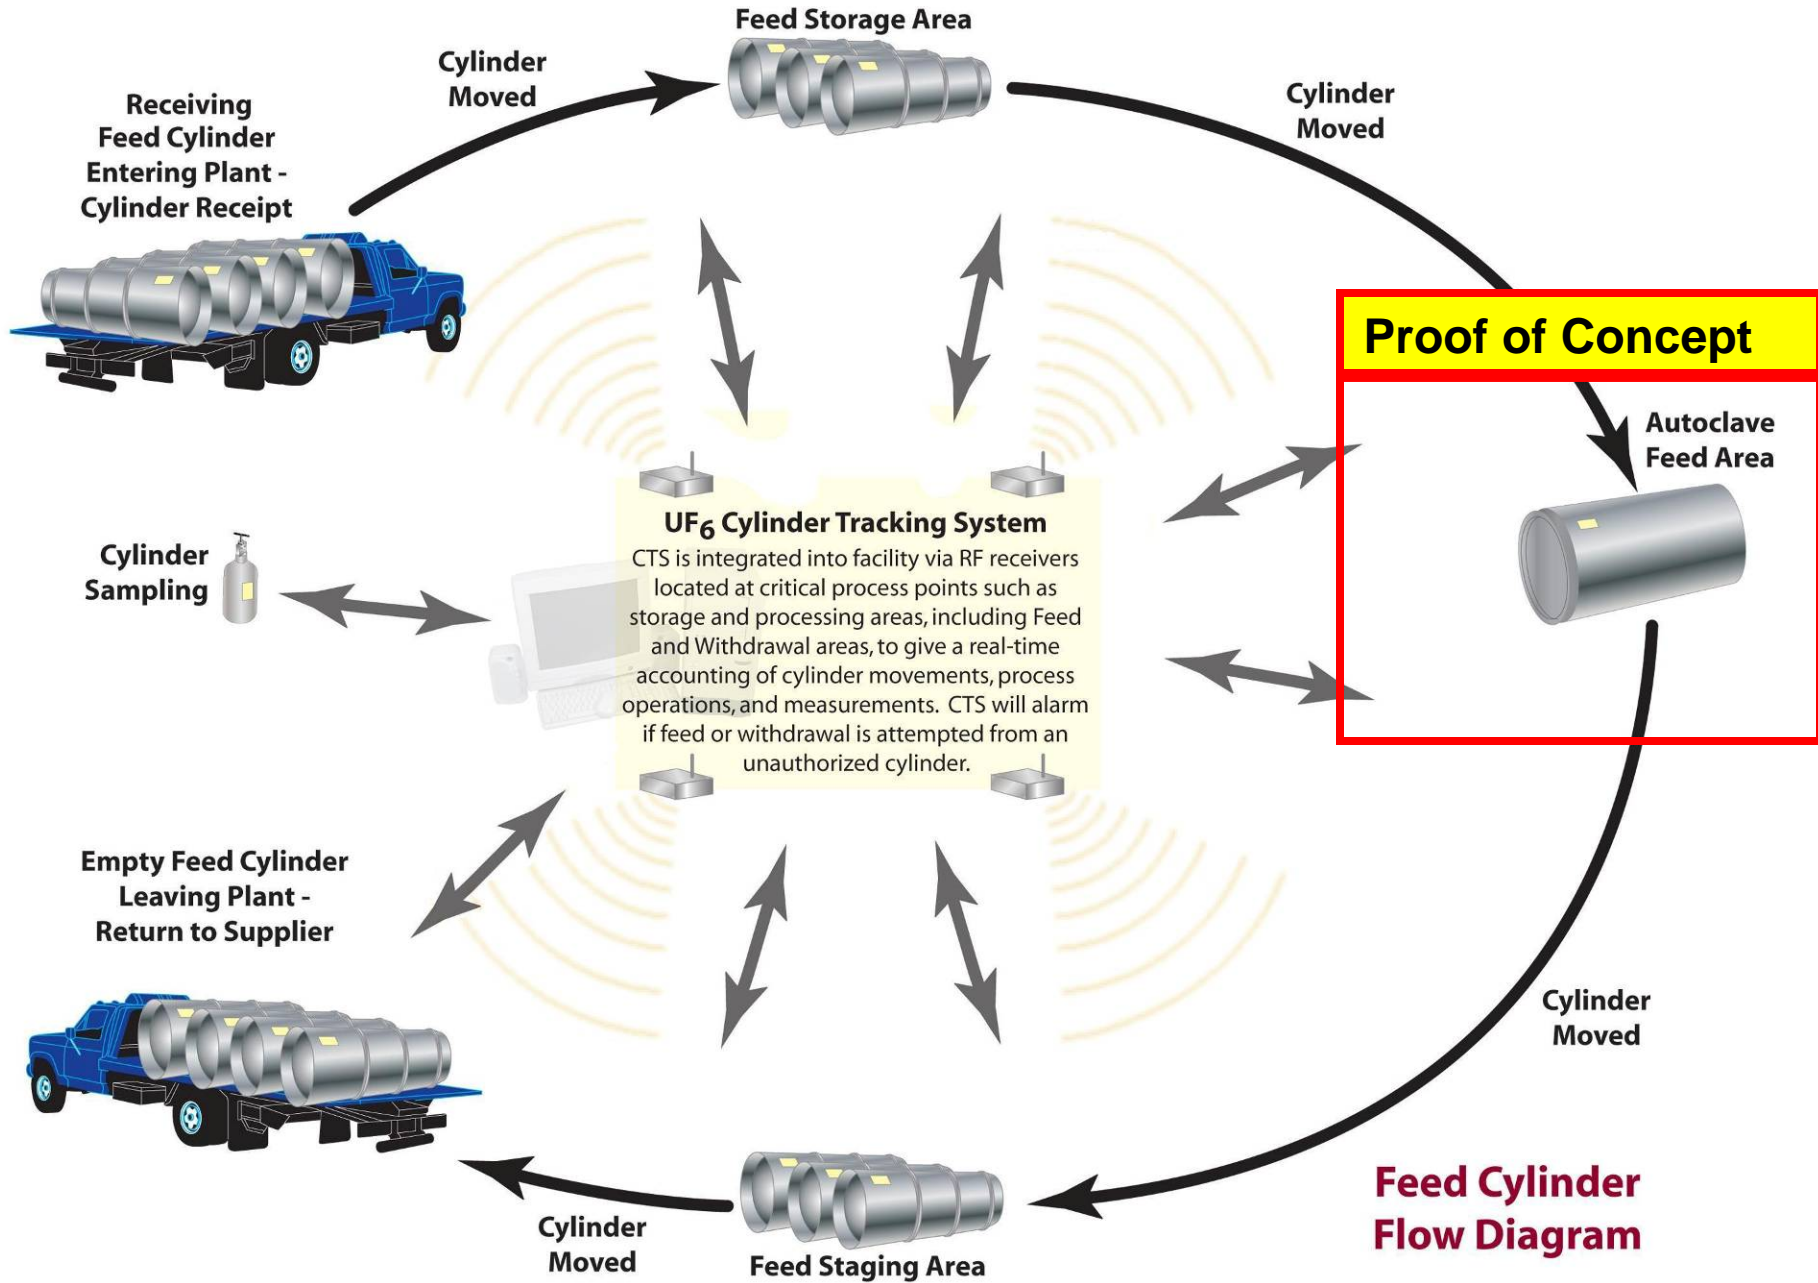 Feed Storage Area
Cylinder
Moved
Cylinder
Moved
Receiving
Feed Cylinder
Entering Plant -
Cylinder Receipt
Proof of Concept
Autoclave
Feed Area
UF6 Cylinder Tracking System
CTS is integrated into facility via RF receivers
located at critical process points such as
storage and processing areas, including Feed
and Withdrawal areas, to give a real-time
accounting of cylinder movements, process
operations, and measurements. CTS will alarm
if feed or withdrawal is attempted from an
unauthorized cylinder.
Cylinder
Sampling
Empty Feed Cylinder
Leaving Plant -
Return to Supplier
Cylinder
Moved
Cylinder
Moved
Feed Staging Area
Feed Cylinder
Flow Diagram